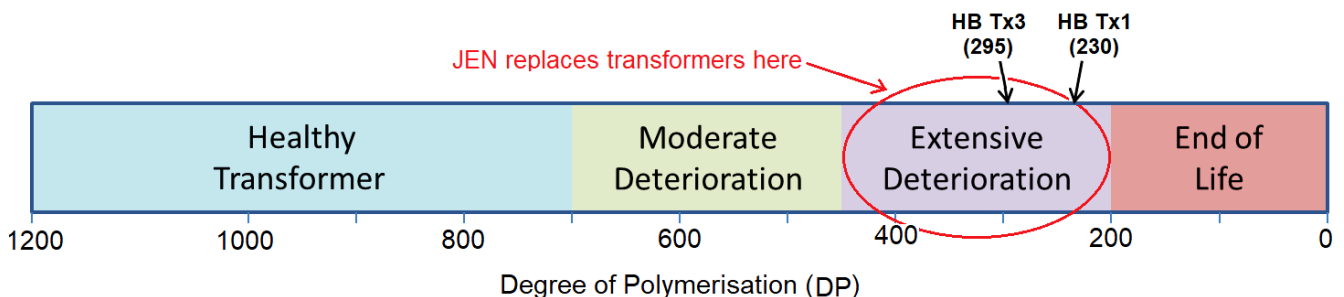 HB Tx3
(295)
HB Tx1
(230)
JEN replaces transformers here
Healthy
Transformer
Moderate
Deterioration
Extensive
Deterioration
End of
Life
1200
1000
800
600
400
200
0
Degree of Polymerisation (DP)